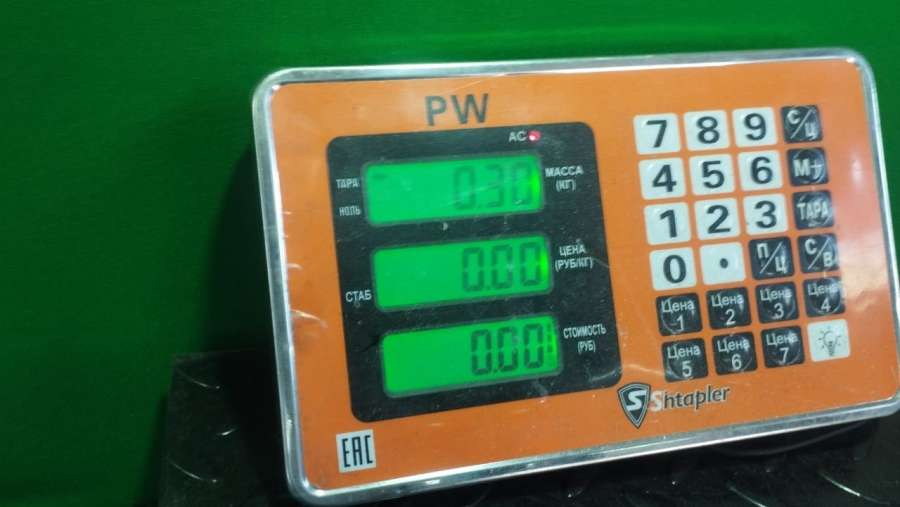 PW
AC
ТАРА
НОЛЬ
0.30
МАССА
(КГ)
0.00
ЦЕНА
(РУБ/КГ)
СТАБ
0.00
СТОИМОСТЬ
(РУБ)
7 8 9 С/Ц
4 5 6 М+
1 2 3 ТАРА
0 . П/Ц С/В
Цена 1 Цена 2 Цена 3 Цена 4
Цена 5 Цена 6 Цена 7
S Shtapler
EAC